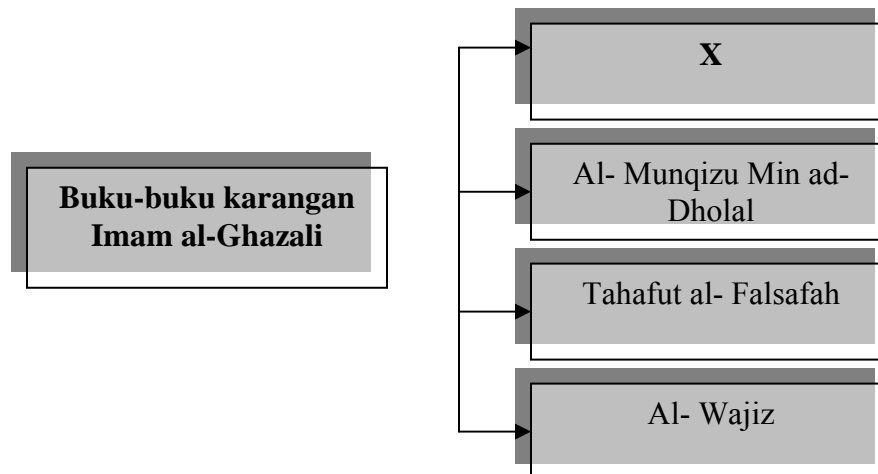 Buku-buku karangan
Imam al-Ghazali
X
Al- Munqizu Min ad-
Dholal
Tahafut al- Falsafah
Al- Wajiz